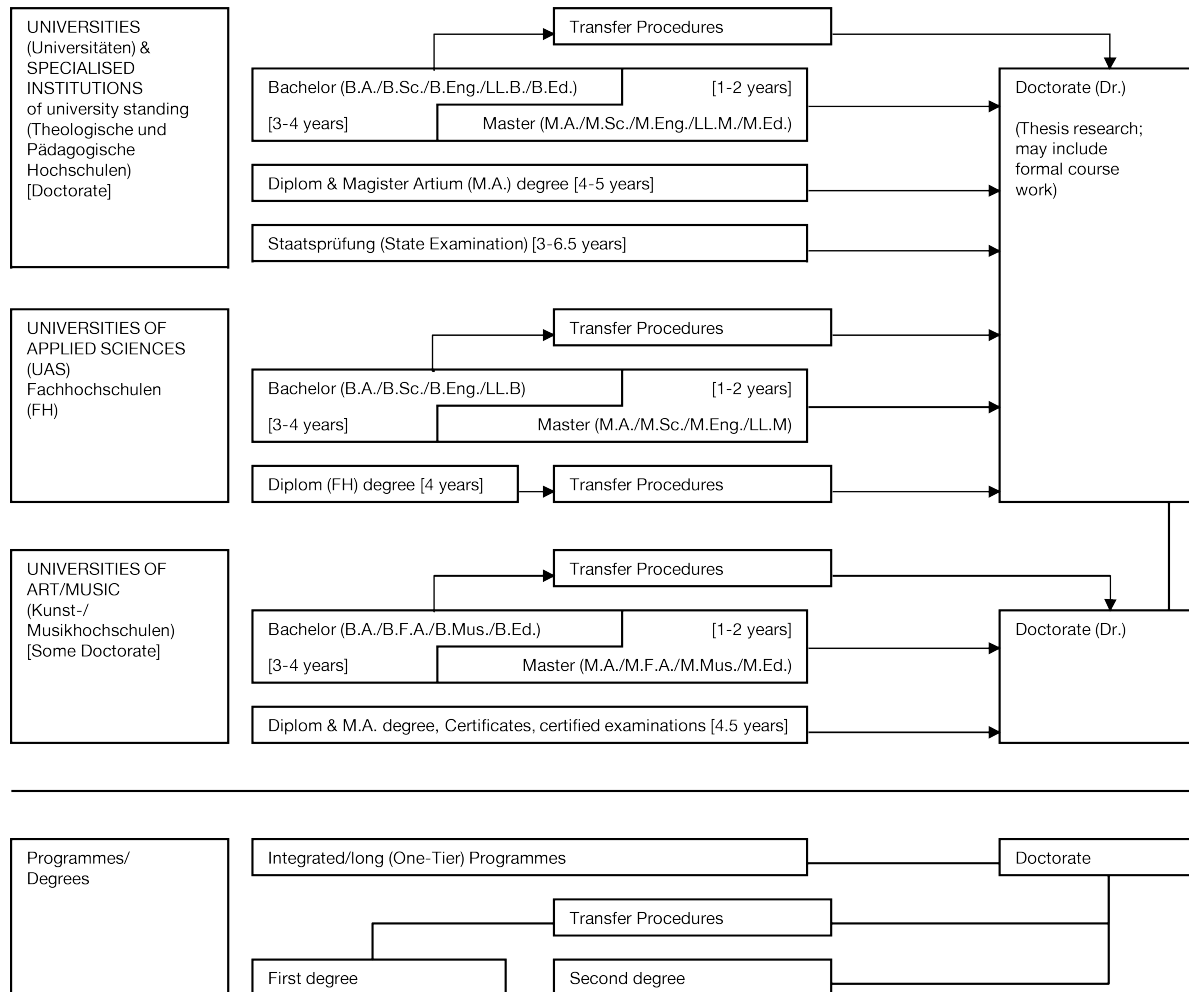 UNIVERSITIES
(Universitäten) &
SPECIALISED
INSTITUTIONS
of university standing
(Theologische und
Pädagogische
Hochschulen)
[Doctorate]
Transfer Procedures
Bachelor (B.A./B.Sc./B.Eng./LL.B./B.Ed.) [1-2 years]
[3-4 years] Master (M.A./M.Sc./M.Eng./LL.M./M.Ed.)
Diplom & Magister Artium (M.A.) degree [4-5 years]
Staatsprüfung (State Examination) [3-6.5 years]
Doctorate (Dr.)
(Thesis research;
may include
formal course
work)
UNIVERSITIES OF
APPLIED SCIENCES
(UAS)
Fachhochschulen
(FH)
Transfer Procedures
Bachelor (B.A./B.Sc./B.Eng./LL.B) [1-2 years]
[3-4 years] Master (M.A./M.Sc./M.Eng./LL.M)
Diplom (FH) degree [4 years]
Transfer Procedures
UNIVERSITIES OF
ART/MUSIC
(Kunst-/
Musikhochschulen)
[Some Doctorate]
Transfer Procedures
Bachelor (B.A./B.F.A./B.Mus./B.Ed.) [1-2 years]
[3-4 years] Master (M.A./M.F.A./M.Mus./M.Ed.)
Diplom & M.A. degree, Certificates, certified examinations [4.5 years]
Doctorate (Dr.)
Programmes/
Degrees
Integrated/long (One-Tier) Programmes
Doctorate
Transfer Procedures
First degree
Second degree